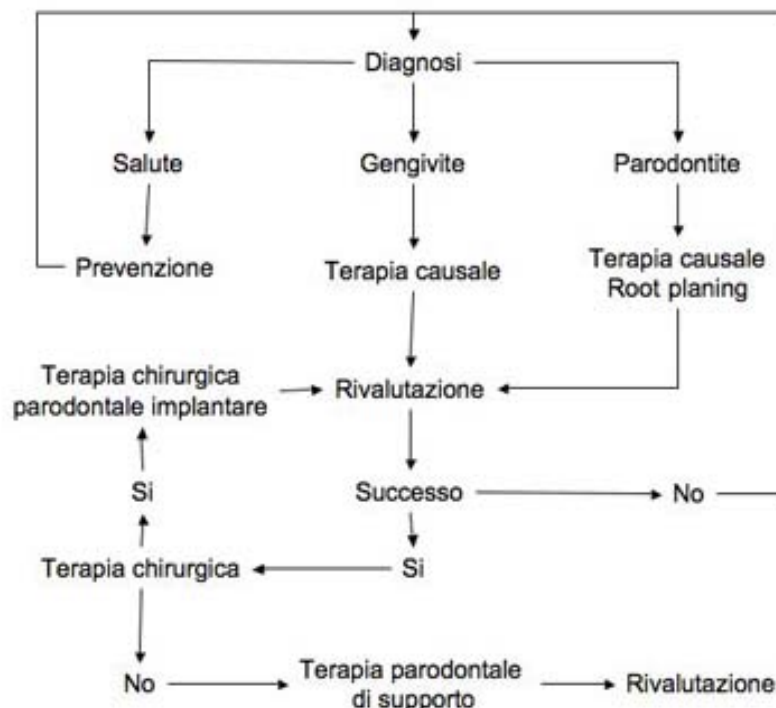 Diagnosi
Salute
Gengivite
Parodontite
Prevenzione
Terapia causale
Terapia causale
Root planing
Terapia chirurgica
parodontale implantare
Rivalutazione
Si
Successo
No
Terapia chirurgica
Si
No
Terapia parodontale
di supporto
Rivalutazione